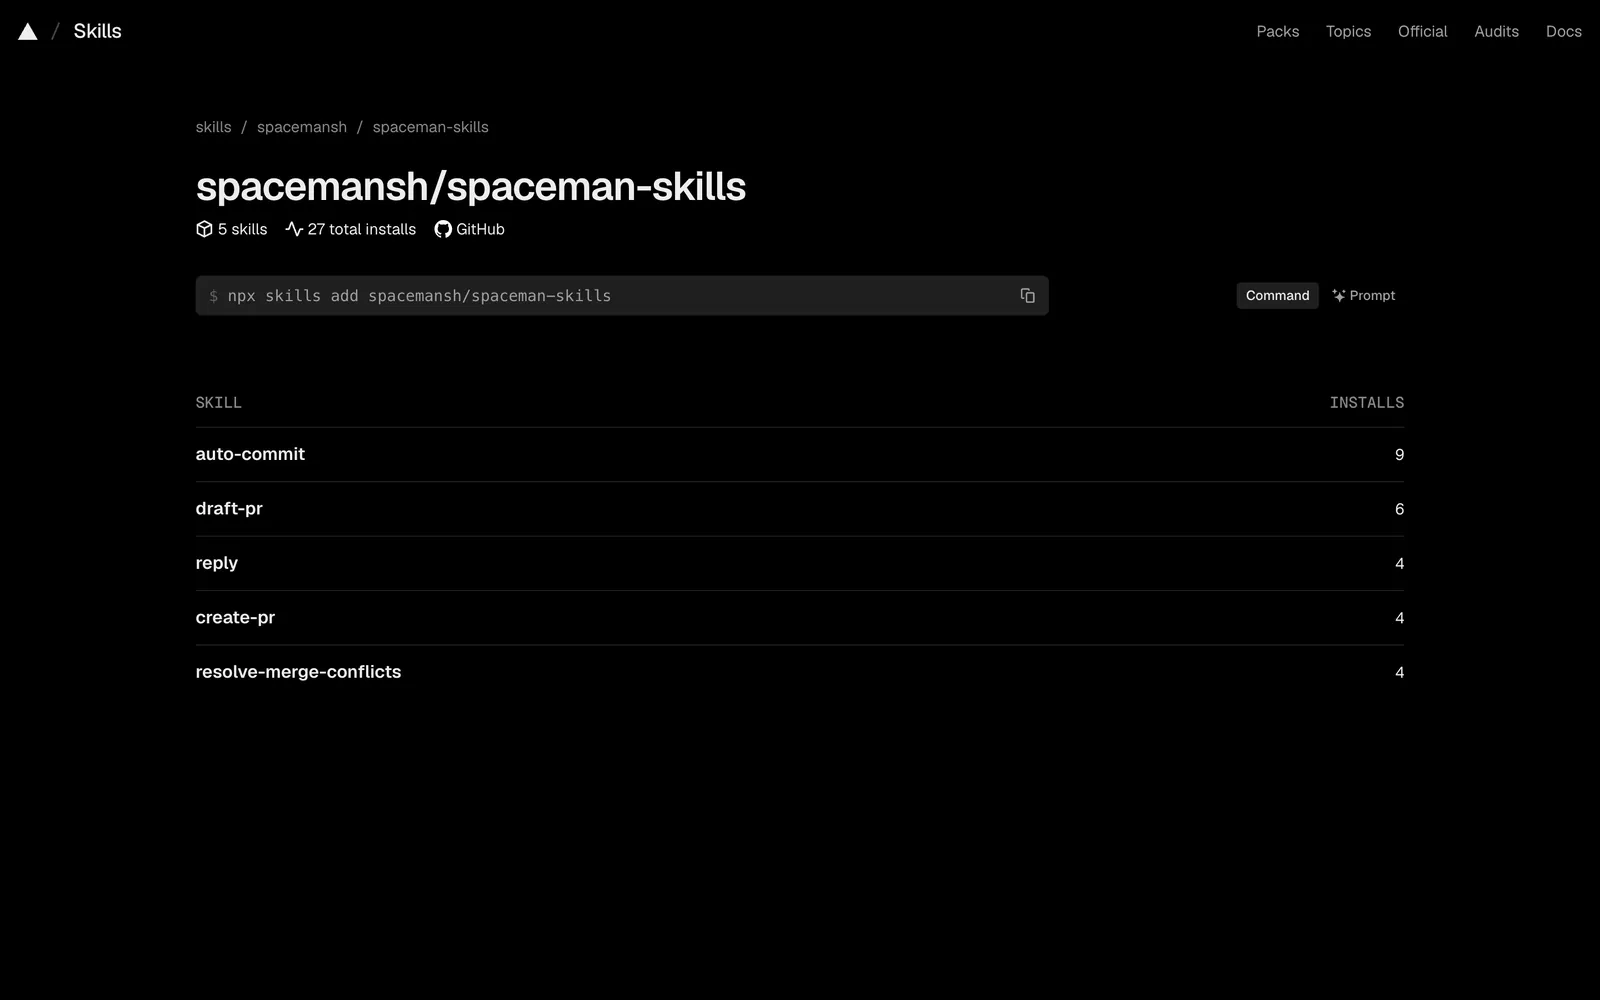 / Skills Packs Topics Official Audits Docs
skills / spacemansh / spaceman-skills
spacemansh/spaceman-skills
5 skills 27 total installs GitHub
$ npx skills add spacemansh/spaceman-skills Command Prompt
SKILL INSTALLS
auto-commit 9
draft-pr 6
reply 4
create-pr 4
resolve-merge-conflicts 4